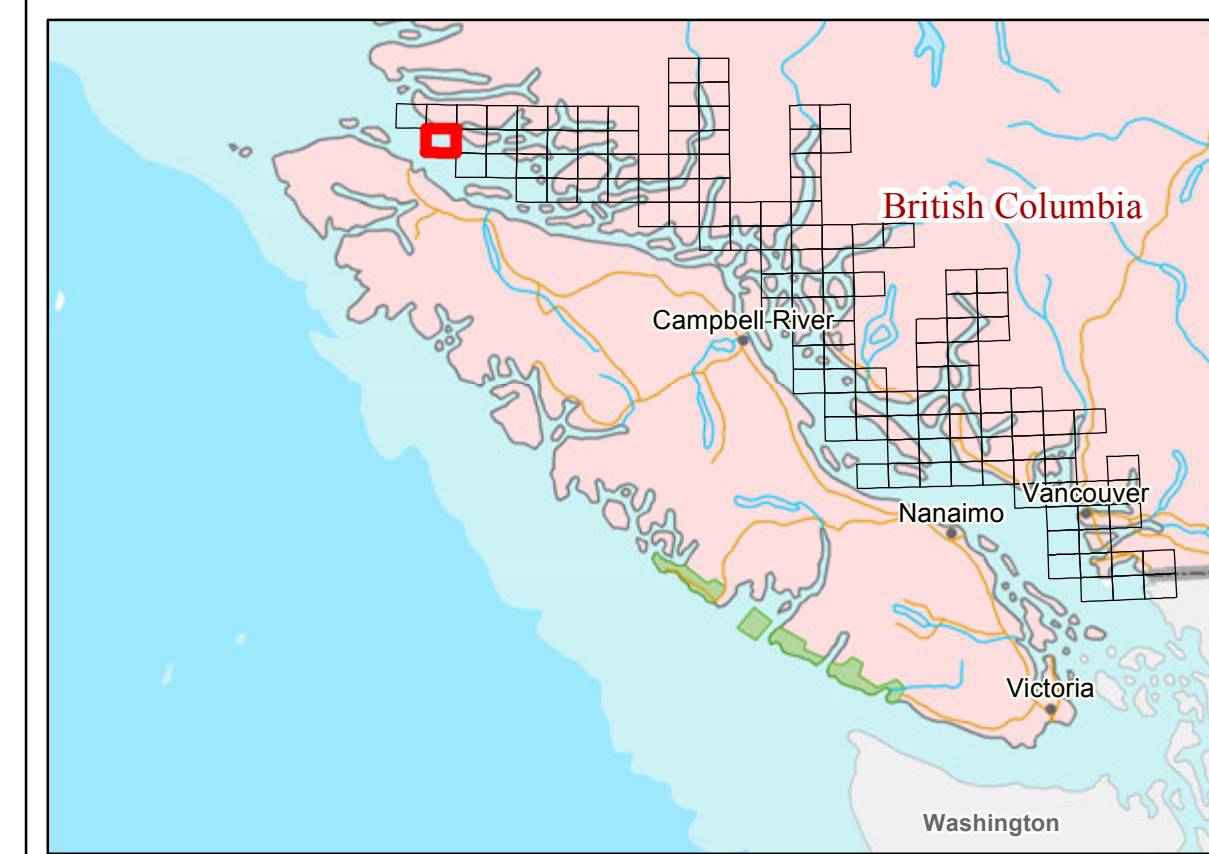 British Columbia
Campbell River
Vancouver
Nanaimo
Victoria
Washington